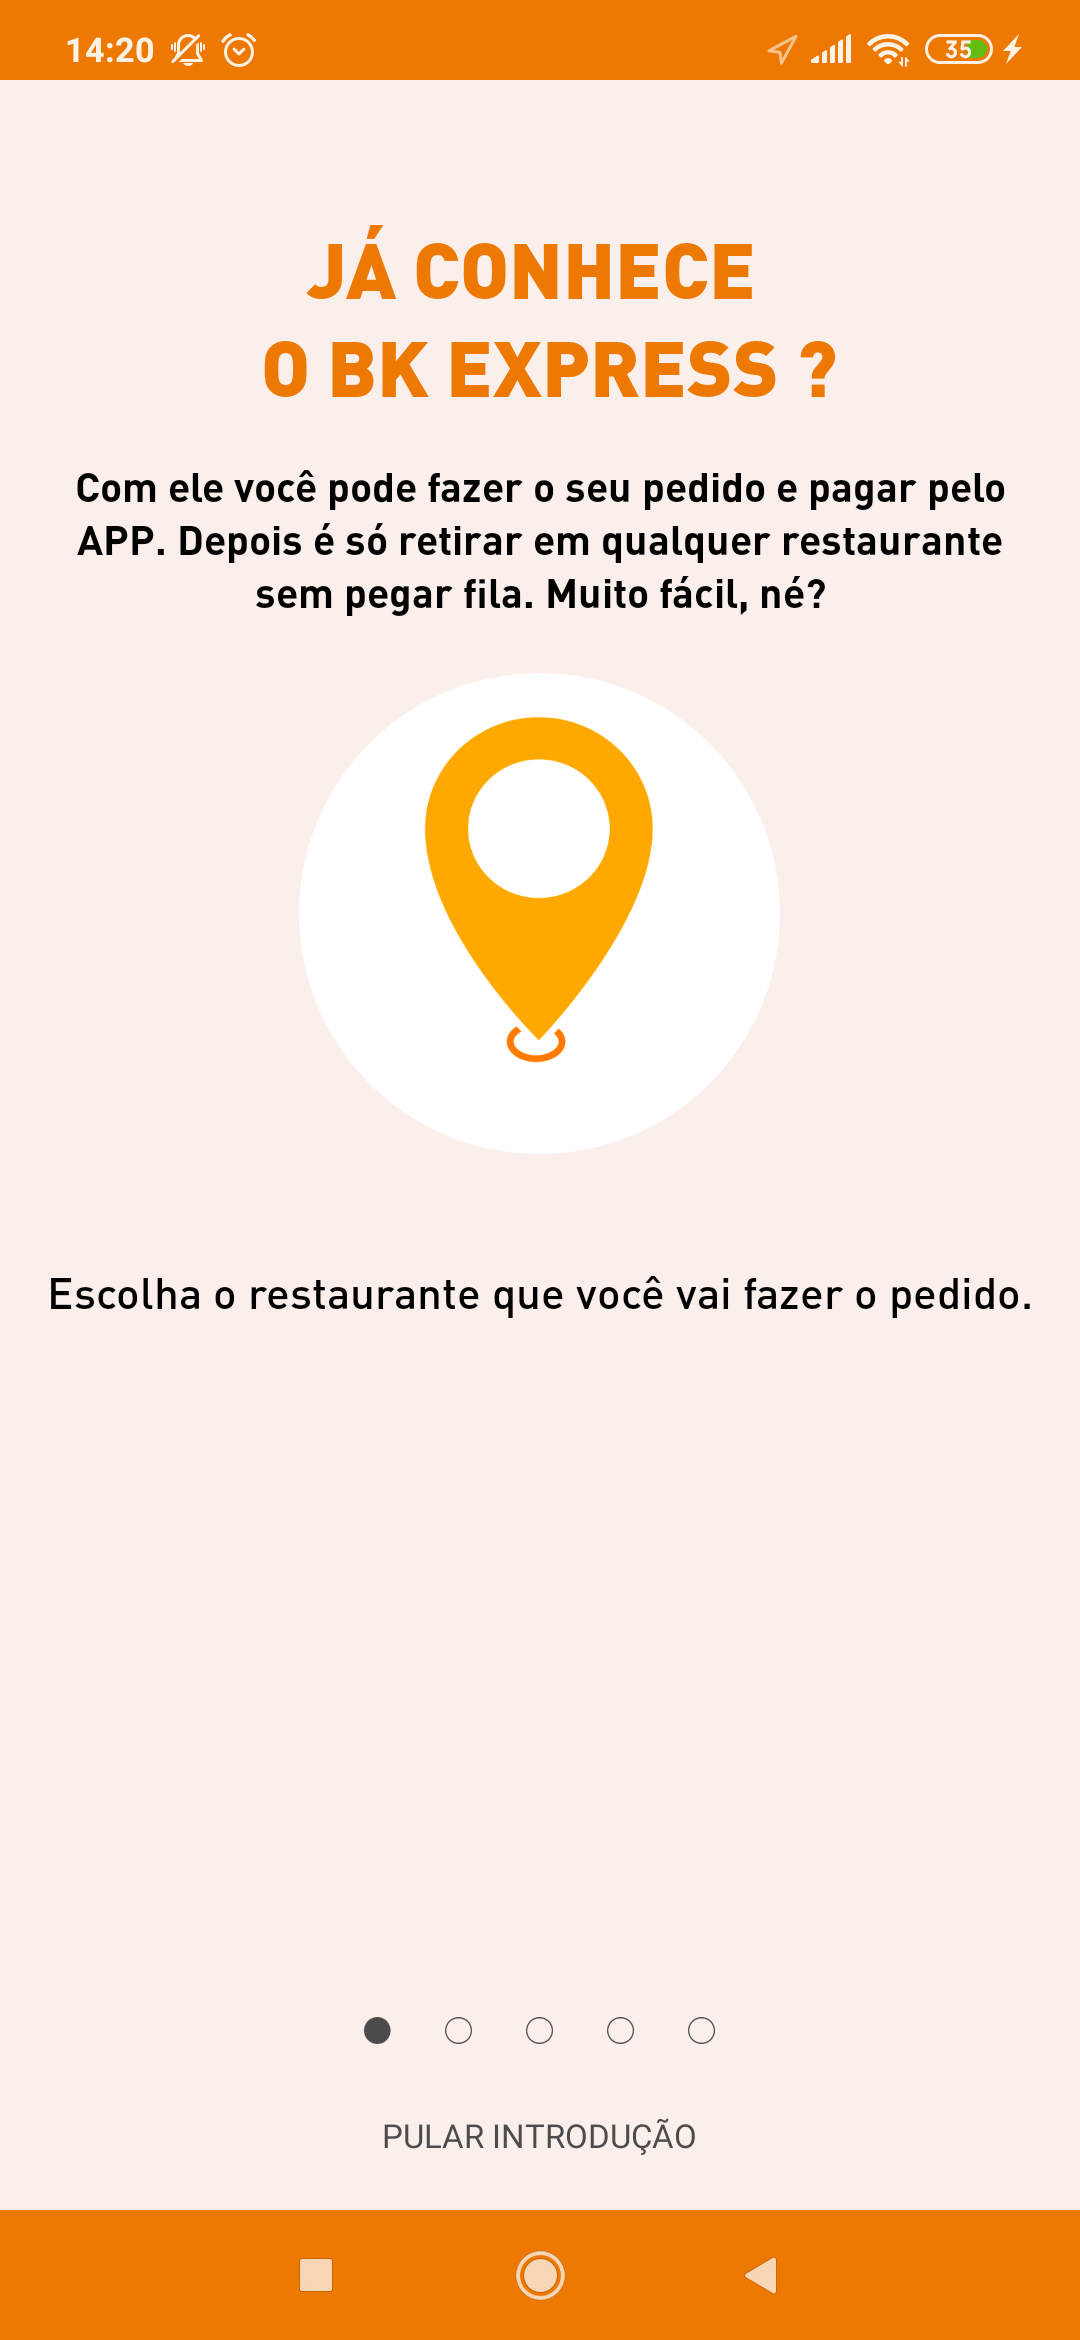 14:20
35
JÁ CONHECE
O BK EXPRESS ?
Com ele você pode fazer o seu pedido e pagar pelo
APP. Depois é só retirar em qualquer restaurante
sem pegar fila. Muito fácil, né?
Escolha o restaurante que você vai fazer o pedido.
PULAR INTRODUÇÃO